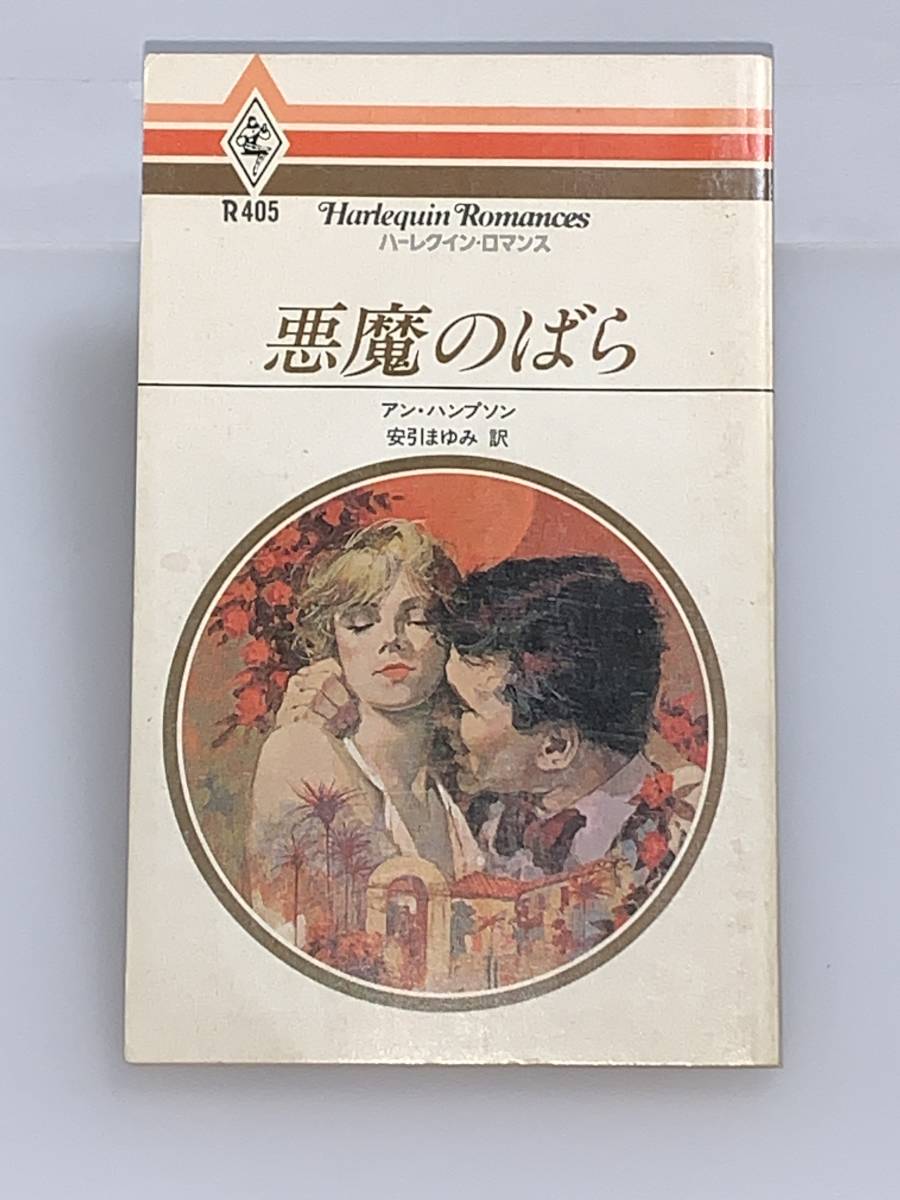 R405
Harlequin Romances
ハーレクイン・ロマンス
悪魔のばら
アン・ハンプソン
安引まゆみ 訳